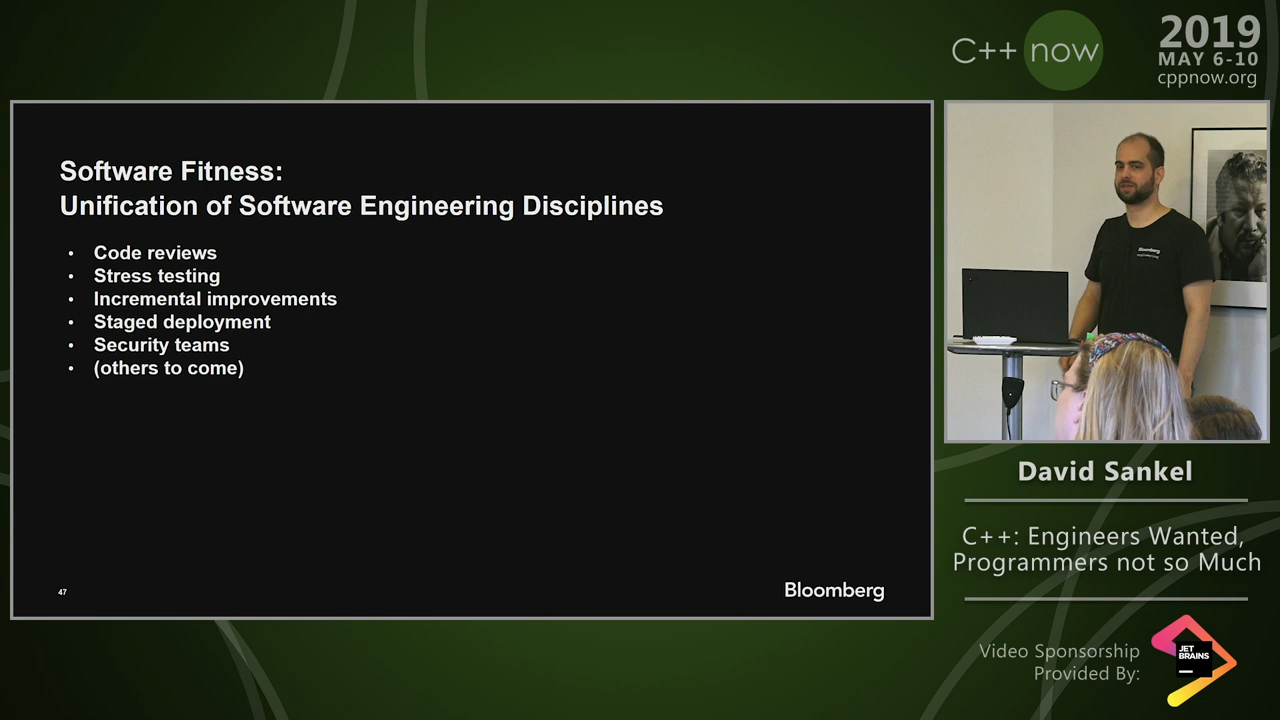 C++ now
2019
MAY 6-10
cppnow.org
Software Fitness:
Unification of Software Engineering Disciplines
• Code reviews
• Stress testing
• Incremental improvements
• Staged deployment
• Security teams
• (others to come)
47
Bloomberg
Bloomberg
David Sankel
C++: Engineers Wanted,
Programmers not so Much
Video Sponsorship
Provided By:
JET
BRAINS